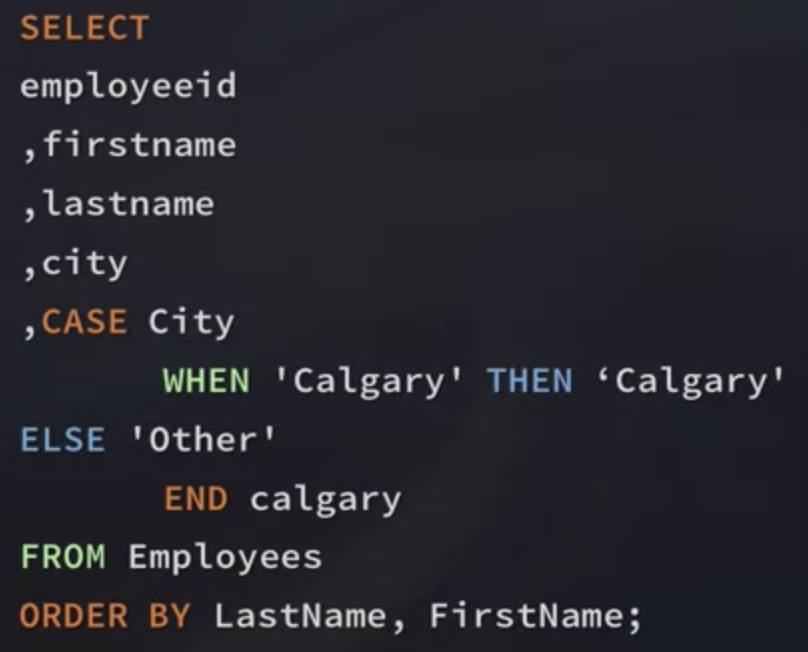 SELECT
employeeid
,firstname
,lastname
,city
,CASE City
WHEN 'Calgary' THEN ‘Calgary'
ELSE 'Other'
END calgary
FROM Employees
ORDER BY LastName, FirstName;